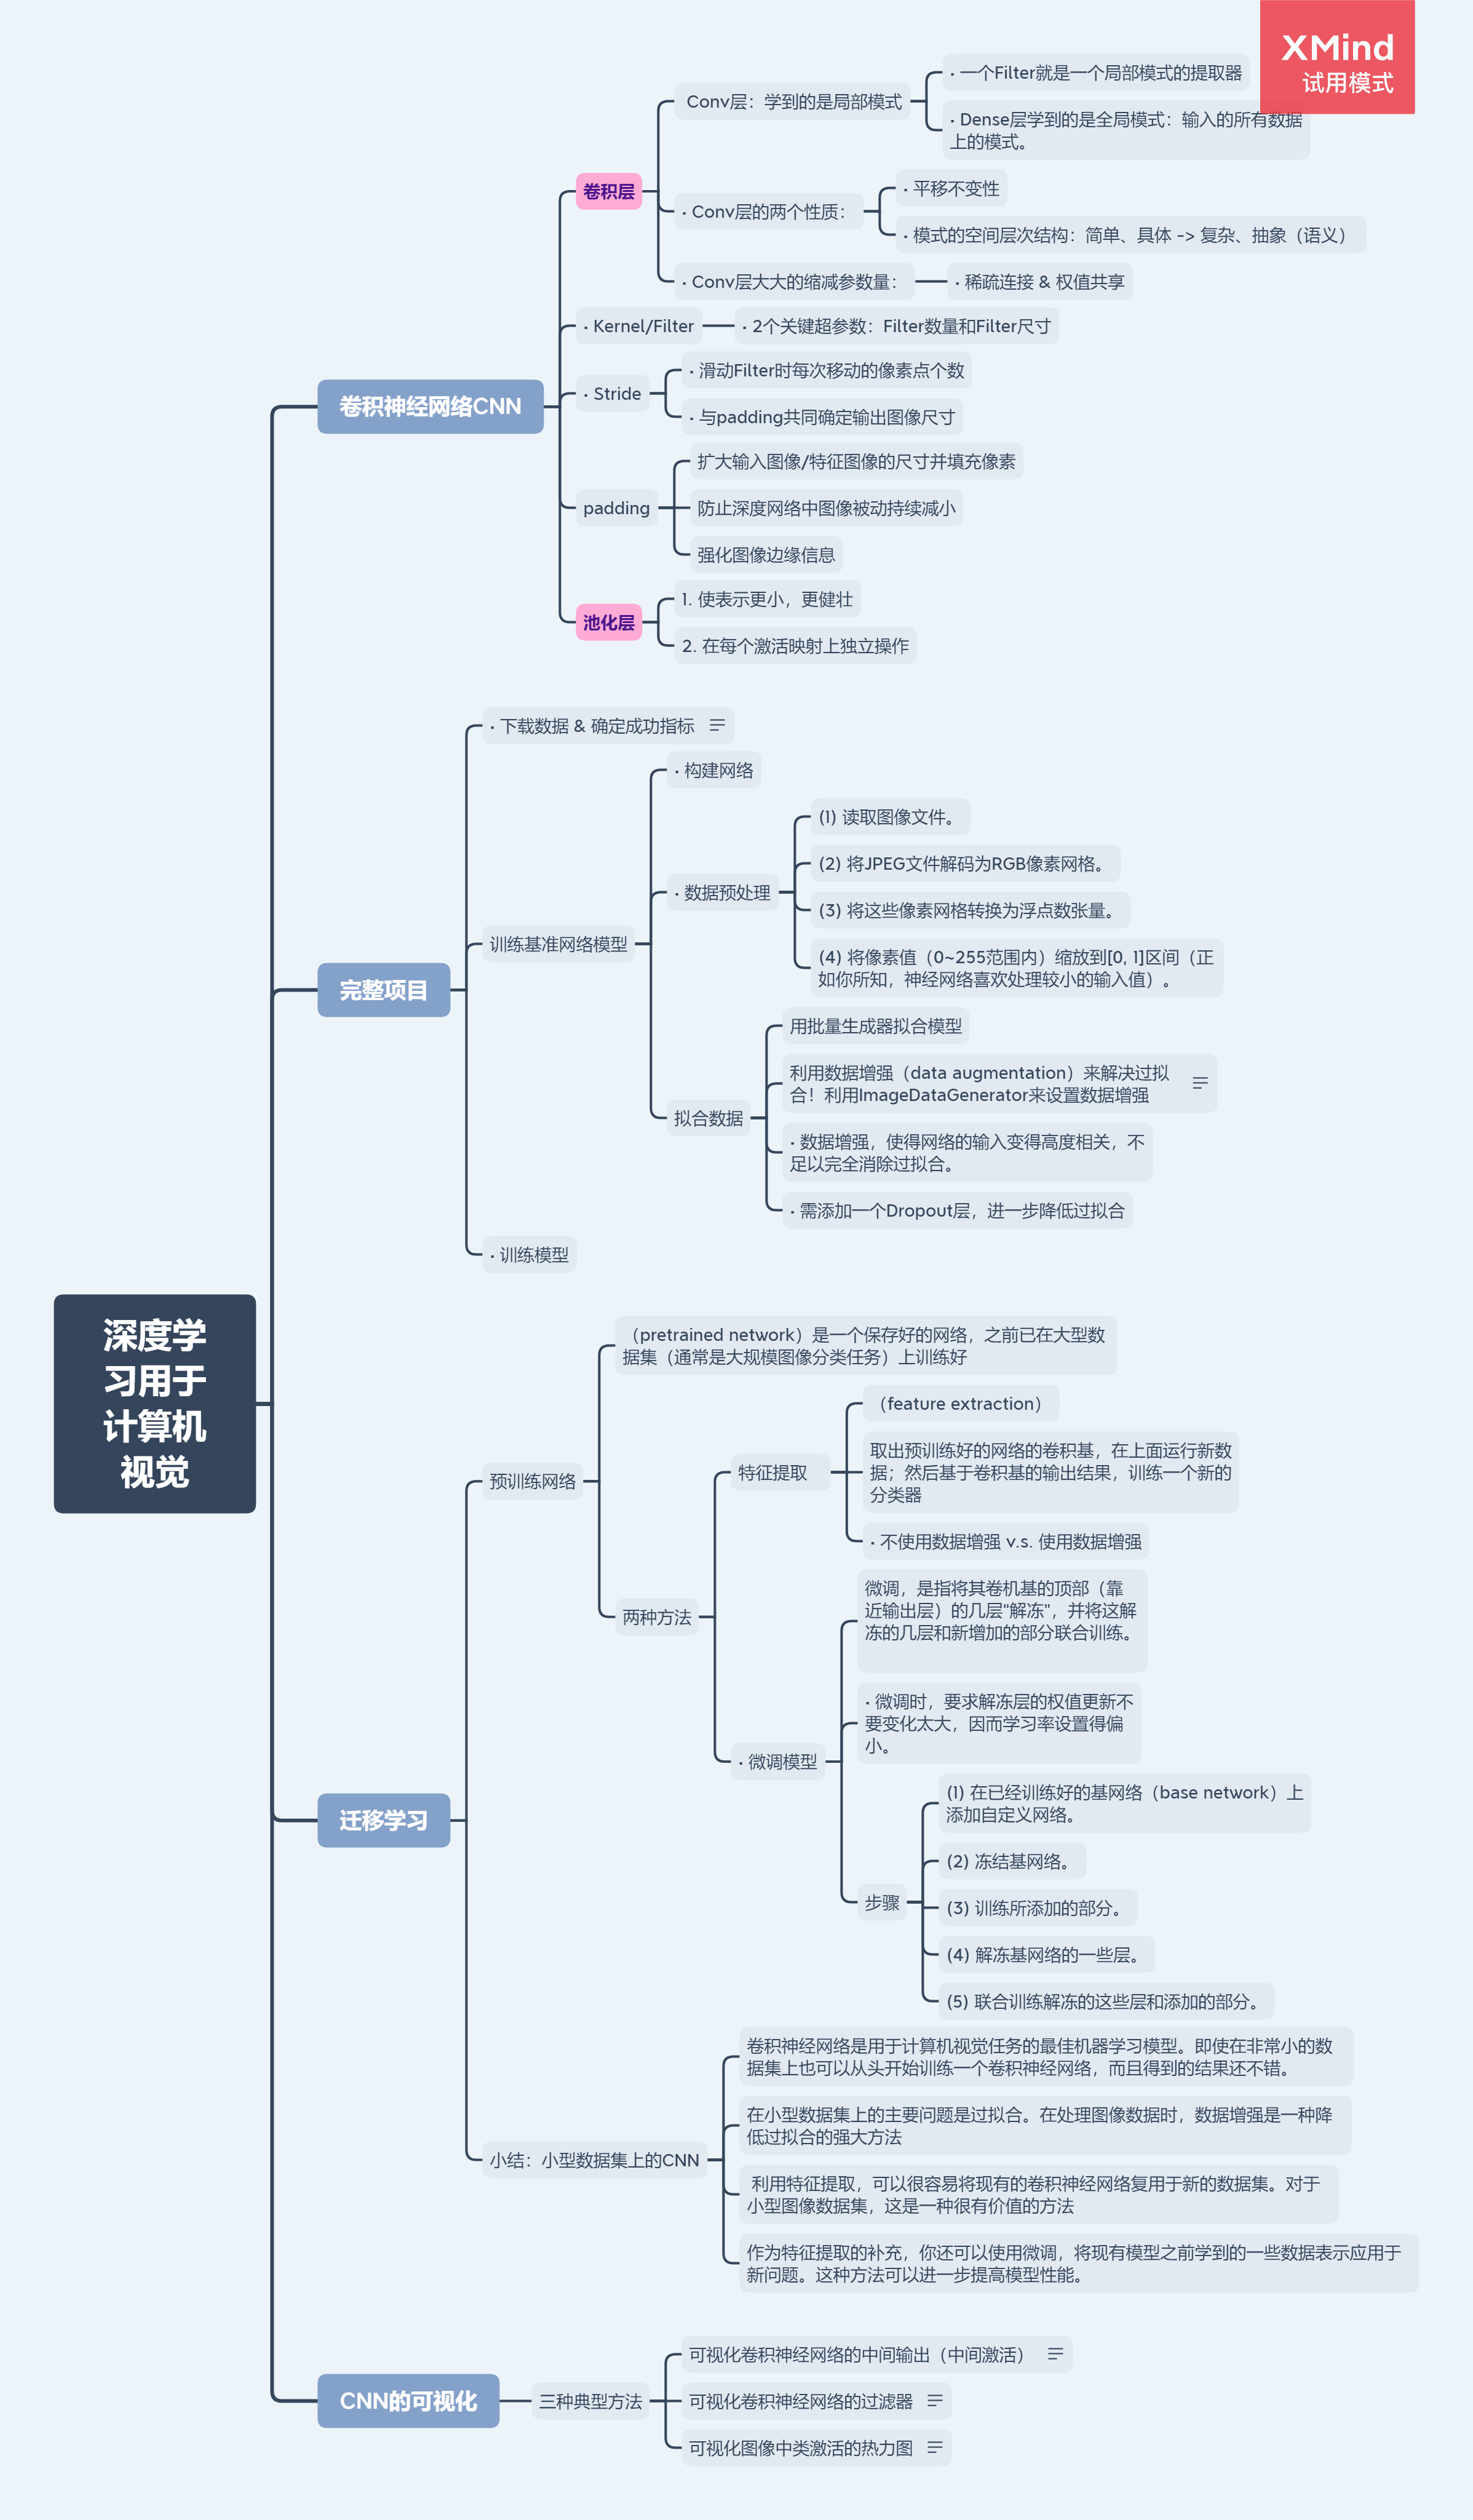 XMind
试用模式
深度学
习用于
计算机
视觉
卷积神经网络CNN
卷积层
Conv层：学到的是局部模式
· 一个Filter就是一个局部模式的提取器
· Dense层学到的是全局模式：输入的所有数据
上的模式。
· Conv层的两个性质：
· 平移不变性
· 模式的空间层次结构：简单、具体 -> 复杂、抽象（语义）
· Conv层大大的缩减参数量：
· 稀疏连接 & 权值共享
· Kernel/Filter
· 2个关键超参数：Filter数量和Filter尺寸
· Stride
· 滑动Filter时每次移动的像素点个数
· 与padding共同确定输出图像尺寸
padding
扩大输入图像/特征图像的尺寸并填充像素
防止深度网络中图像被动持续减小
强化图像边缘信息
池化层
1. 使表示更小，更健壮
2. 在每个激活映射上独立操作
完整项目
· 下载数据 & 确定成功指标
训练基准网络模型
· 构建网络
· 数据预处理
(1) 读取图像文件。
(2) 将JPEG文件解码为RGB像素网格。
(3) 将这些像素网格转换为浮点数张量。
(4) 将像素值（0~255范围内）缩放到[0, 1]区间（正
如你所知，神经网络喜欢处理较小的输入值）。
拟合数据
用批量生成器拟合模型
利用数据增强（data augmentation）来解决过拟
合！利用ImageDataGenerator来设置数据增强
· 数据增强，使得网络的输入变得高度相关，不
足以完全消除过拟合。
· 需添加一个Dropout层，进一步降低过拟合
· 训练模型
迁移学习
预训练网络
（pretrained network）是一个保存好的网络，之前已在大型数
据集（通常是大规模图像分类任务）上训练好
两种方法
特征提取
（feature extraction）
取出预训练好的网络的卷积基，在上面运行新数
据；然后基于卷积基的输出结果，训练一个新的
分类器
· 不使用数据增强 v.s. 使用数据增强
· 微调模型
微调，是指将其卷机基的顶部（靠
近输出层）的几层"解冻"，并将这解
冻的几层和新增加的部分联合训练。
· 微调时，要求解冻层的权值更新不
要变化太大，因而学习率设置得偏
小。
步骤
(1) 在已经训练好的基网络（base network）上
添加自定义网络。
(2) 冻结基网络。
(3) 训练所添加的部分。
(4) 解冻基网络的一些层。
(5) 联合训练解冻的这些层和添加的部分。
小结：小型数据集上的CNN
卷积神经网络是用于计算机视觉任务的最佳机器学习模型。即使在非常小的数
据集上也可以从头开始训练一个卷积神经网络，而且得到的结果还不错。
在小型数据集上的主要问题是过拟合。在处理图像数据时，数据增强是一种降
低过拟合的强大方法
利用特征提取，可以很容易将现有的卷积神经网络复用于新的数据集。对于
小型图像数据集，这是一种很有价值的方法
作为特征提取的补充，你还可以使用微调，将现有模型之前学到的一些数据表示应用于
新问题。这种方法可以进一步提高模型性能。
CNN的可视化
三种典型方法
可视化卷积神经网络的中间输出（中间激活）
可视化卷积神经网络的过滤器
可视化图像中类激活的热力图